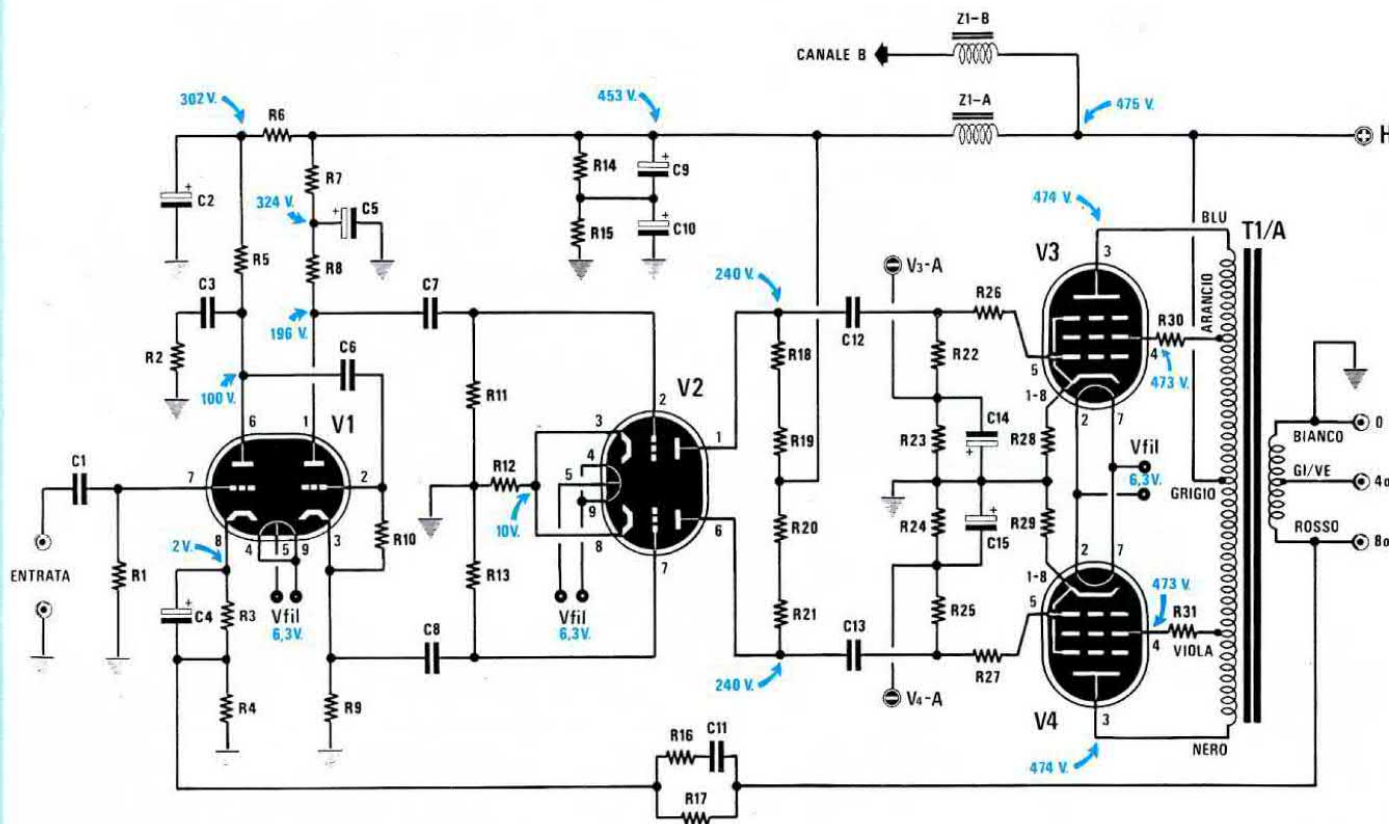 Z1-B
CANALE B
302 V.
453 V.
Z1-A
475 V.
H
R6
R14
C9
R7
474 V.
BLU
T1/A
C2
324 V.
C5
R15
C10
V3
3
R5
R8
240 V.
V3-A
R26
ARANCIO
C3
C7
R30
196 V.
R18
C12
R22
4
R2
C6
5
473 V.
100 V.
R11
V2
1-8
6
1
V1
2
C14
2
7
BIANCO
0
3
1
R19
R23
R28
Vfil
C1
R12
4
6,3V.
GI/VE
4
7
2
5
GRIGIO
9
10V.
R20
R24
R29
ROSSO
8
8
4
5
9
3
R10
8
6
C15
2
7
2V.
R13
7
1-8
473 V.
ENTRATA
R1
R21
R25
5
R31
C4
R3
Vfil
Vfil
4
VIOLA
6,3V.
6,3V.
C8
C13
R27
240 V.
V4-A
R4
R9
V4
3
R16
C11
NERO
474 V.
R17